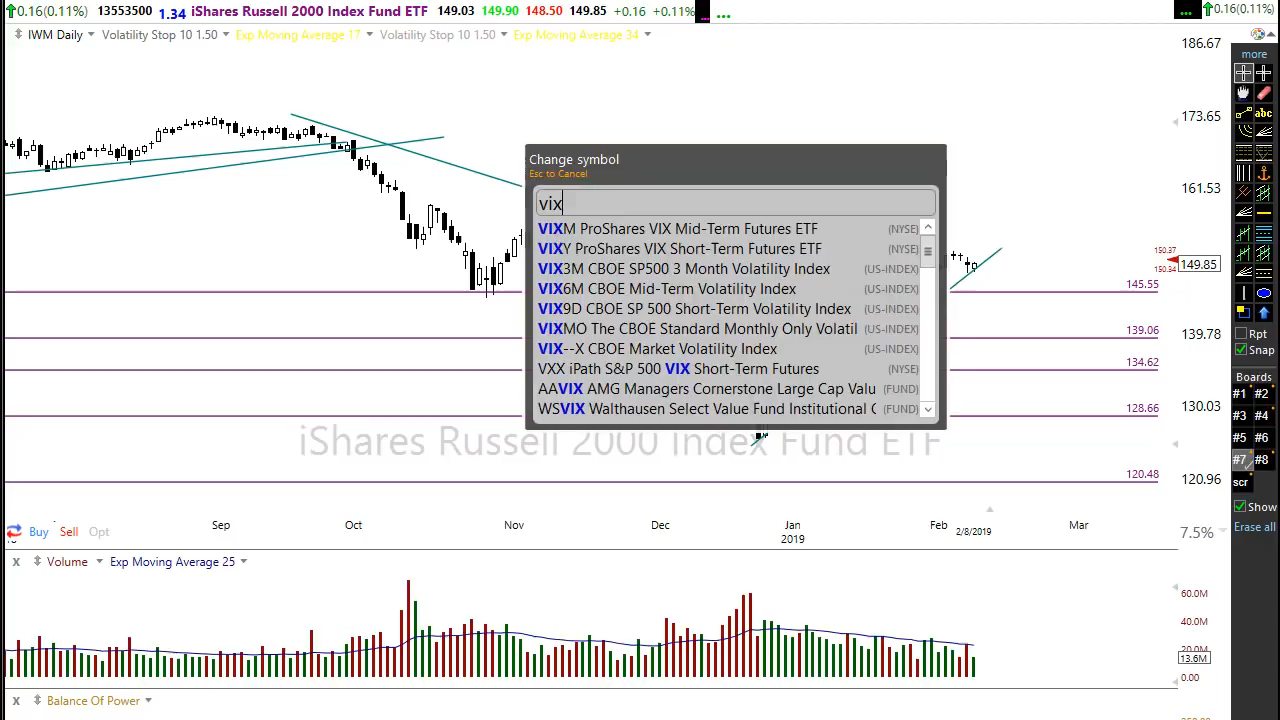 0.16(0.11%) 13553500 1.34 iShares Russell 2000 Index Fund ETF 149.03 149.90 148.50 149.85 +0.16 +0.11% ... ... ... 0.16(0.11%)
IWM Daily Volatility Stop 10 1.50 Exp Moving Average 17 Volatility Stop 10 1.50 Exp Moving Average 34
186.67
173.65
161.53
150.37
149.85
150.34
145.55
139.78
139.06
134.62
130.03
128.66
120.96
120.48
7.5%
Change symbol
Esc to Cancel
vix
VIXM ProShares VIX Mid-Term Futures ETF (NYSE)
VIXY ProShares VIX Short-Term Futures ETF (NYSE)
VIX3M CBOE SP500 3 Month Volatility Index (US-INDEX)
VIX6M CBOE Mid-Term Volatility Index (US-INDEX)
VIX9D CBOE SP 500 Short-Term Volatility Index (US-INDEX)
VIXMO The CBOE Standard Monthly Only Volatil (US-INDEX)
VIX--X CBOE Market Volatility Index (US-INDEX)
VXX iPath S&P 500 VIX Short-Term Futures (NYSE)
AAVIX AMG Managers Cornerstone Large Cap Valu (FUND)
WSVIX Walthausen Select Value Fund Institutional C (FUND)
iShares Russell 2000 Index Fund ETF
Sep Oct Nov Dec Jan Feb Mar
2019 2/8/2019
Buy Sell Opt
x Volume Exp Moving Average 25
60.0M
40.0M
20.0M
13.6M
0.00
x Balance Of Power
more
abc
Rpt
Snap
Boards
#1 #2
#3 #4
#5 #6
#7 #8
scr
Show
Erase all